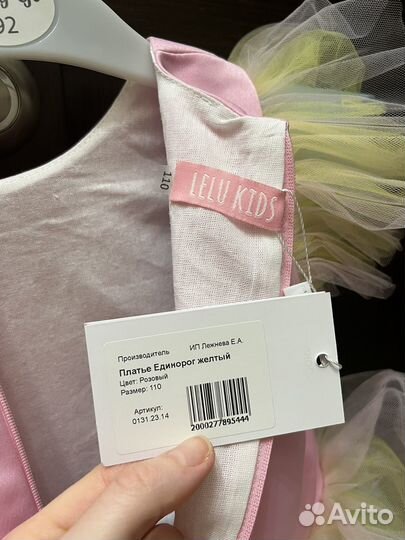 92
110
LELU KIDS
Производитель ИП Лежнева Е.А.
Платье Единорог желтый
Цвет: Розовый
Размер: 110
Артикул:
0131.23.14
2000277895444
Avito